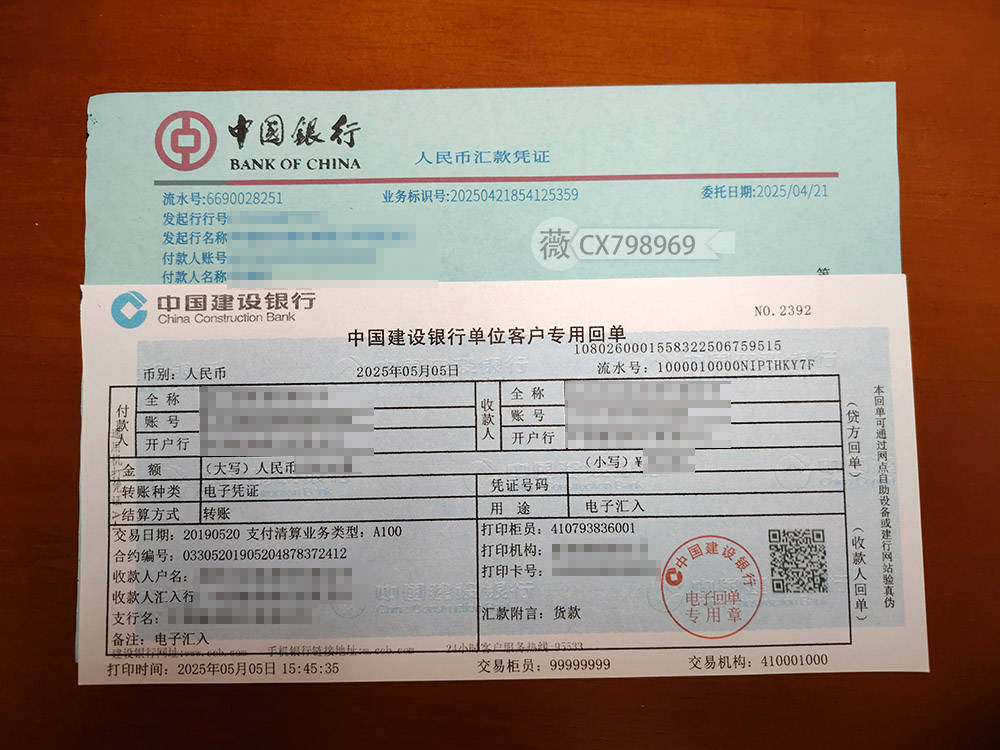 中国银行
BANK OF CHINA
人民币汇款凭证
流水号:6690028251
业务标识号:20250421854125359
委托日期:2025/04/21
发起行行号
发起行名称
付款人账号
付款人名称
薇 CX798969
中国建设银行
China Construction Bank
NO.2392
中国建设银行单位客户专用回单
1080260001558322506759515
币别：人民币
2025年05月05日
流水号：1000010000NIPTHKY7F
付款人
全 称
账 号
开户行
收款人
全 称
账 号
开户行
金 额
（大写）人民币
（小写）¥
转账种类
电子凭证
凭证号码
结算方式
转账
用 途
电子汇入
交易日期：20190520 支付清算业务类型：A100
合约编号：03305201905204878372412
收款人户名：
收款人汇入行
支行名：
备注：电子汇入
打印柜员：410793836001
打印机构：
打印卡号：
汇款附言：货款
中国建设银行
电子回单
专用章
（贷方回单）
（收款人回单）
本回单可通过网点自助设备或建行网站验真伪
建设银行网址:www.ccb.com
手机银行链接地址:m.ccb.com
24小时客户服务热线 95533
打印时间：2025年05月05日 15:45:35
交易柜员：99999999
交易机构：410001000